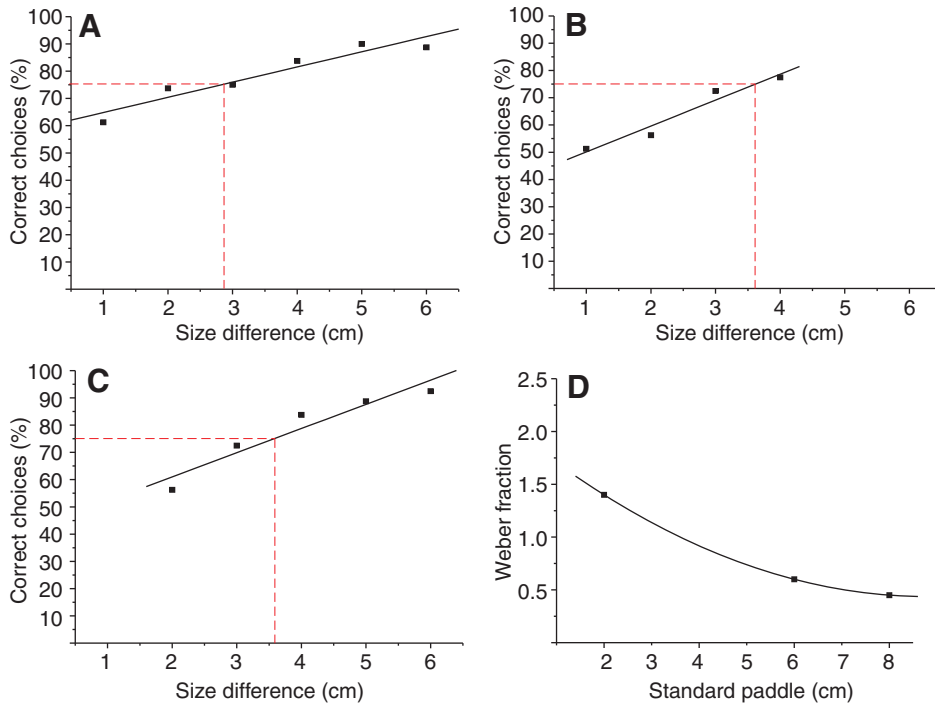 A
Correct choices (%)
100
90
80
70
60
50
40
30
20
10
1 2 3 4 5 6
Size difference (cm)
B
Correct choices (%)
100
90
80
70
60
50
40
30
20
10
1 2 3 4 5 6
Size difference (cm)
C
Correct choices (%)
100
90
80
70
60
50
40
30
20
10
1 2 3 4 5 6
Size difference (cm)
D
Weber fraction
2.5
2.0
1.5
1.0
0.5
2 3 4 5 6 7 8
Standard paddle (cm)